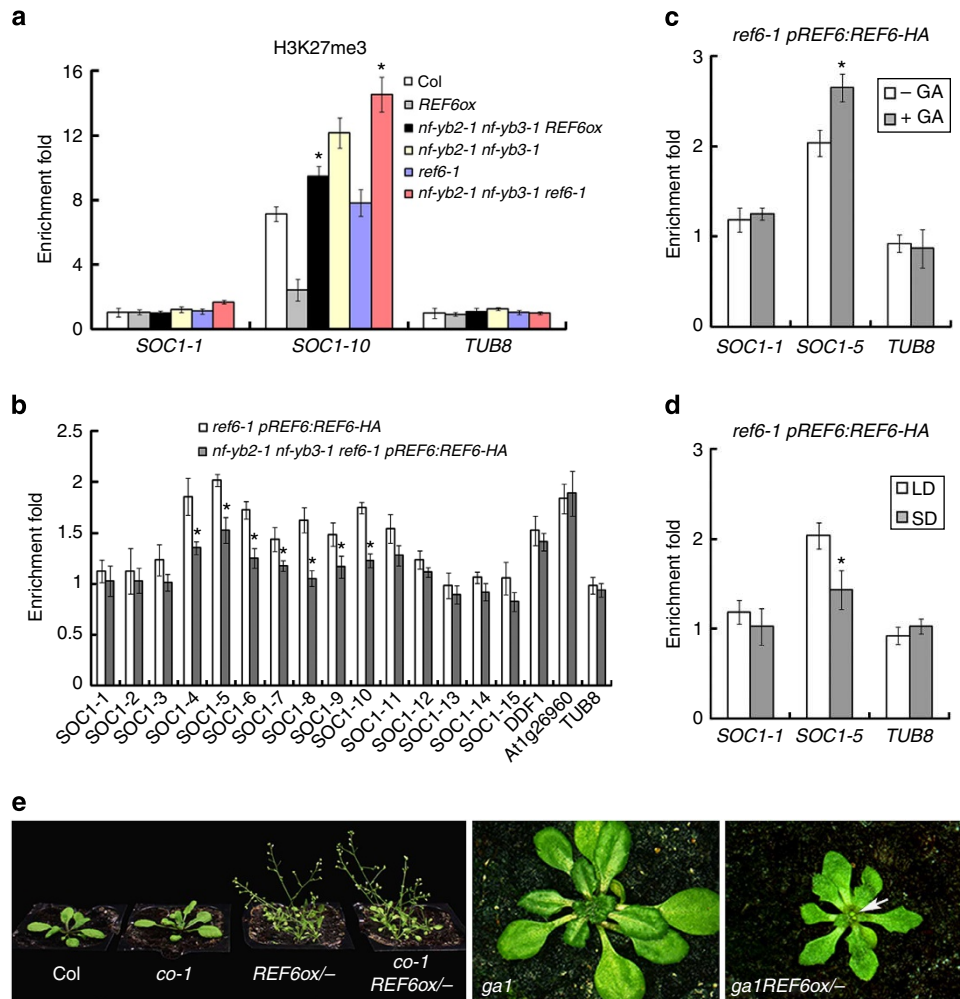 a
H3K27me3
Enrichment fold
16
12
8
4
0
*
*
Col
REF6ox
nf-yb2-1 nf-yb3-1 REF6ox
nf-yb2-1 nf-yb3-1
ref6-1
nf-yb2-1 nf-yb3-1 ref6-1
SOC1-1 SOC1-10 TUB8
b
ref6-1 pREF6:REF6-HA
nf-yb2-1 nf-yb3-1 ref6-1 pREF6:REF6-HA
Enrichment fold
2.5
2
1.5
1
0.5
0
* * * * * * *
SOC1-1 SOC1-2 SOC1-3 SOC1-4 SOC1-5 SOC1-6 SOC1-7 SOC1-8 SOC1-9 SOC1-10 SOC1-11 SOC1-12 SOC1-13 SOC1-14 SOC1-15 DDF1 At1g26960 TUB8
c
ref6-1 pREF6:REF6-HA
Enrichment fold
3
2
1
0
*
– GA
+ GA
SOC1-1 SOC1-5 TUB8
d
ref6-1 pREF6:REF6-HA
Enrichment fold
3
2
1
0
*
LD
SD
SOC1-1 SOC1-5 TUB8
e
Col
co-1
REF6ox/–
co-1
REF6ox/–
ga1
ga1REF6ox/–